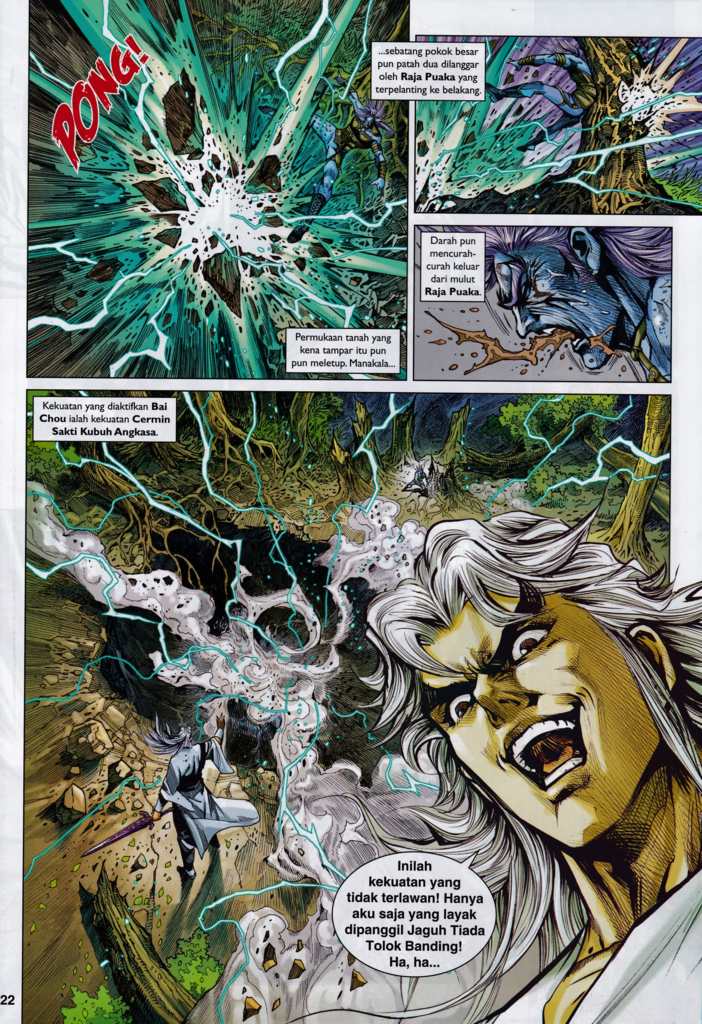 PONG!
Permukaan tanah yang
kena tampar itu pun
pun meletup. Manakala...
...sebatang pokok besar
pun patah dua dilanggar
oleh Raja Puaka yang
terpelanting ke belakang.
Darah pun
mencurah-
curah keluar
dari mulut
Raja Puaka.
Kekuatan yang diaktifkan Bai
Chou ialah kekuatan Cermin
Sakti Kubuh Angkasa.
Inilah
kekuatan yang
tidak terlawan! Hanya
aku saja yang layak
dipanggil Jaguh Tiada
Tolok Banding!
Ha, ha...
22